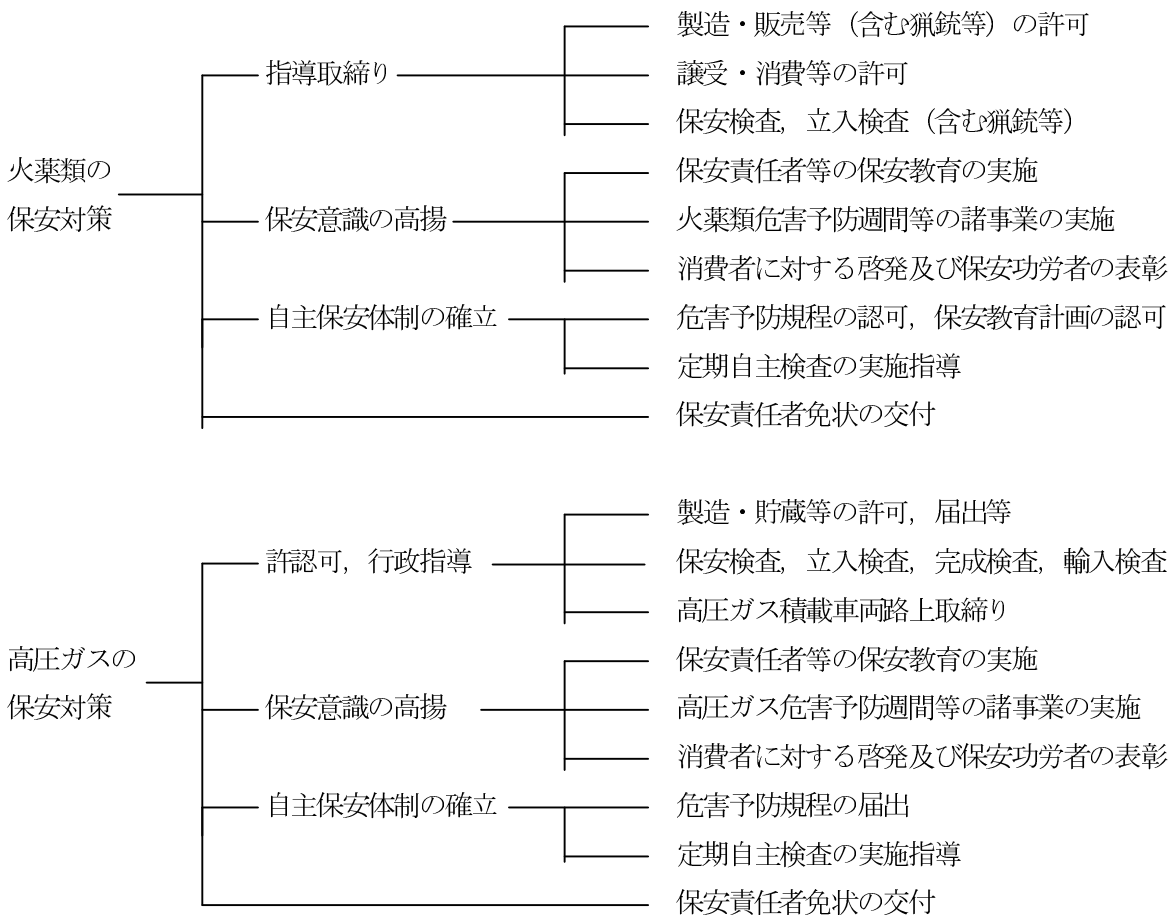 製造・販売等（含む猟銃等）の許可
指導取締り
譲受・消費等の許可
保安検査，立入検査（含む猟銃等）
火薬類の
保安対策
保安責任者等の保安教育の実施
保安意識の高揚
火薬類危害予防週間等の諸事業の実施
消費者に対する啓発及び保安功労者の表彰
自主保安体制の確立
危害予防規程の認可，保安教育計画の認可
定期自主検査の実施指導
保安責任者免状の交付
製造・貯蔵等の許可，届出等
許認可，行政指導
保安検査，立入検査，完成検査，輸入検査
高圧ガス積載車両路上取締り
高圧ガスの
保安対策
保安責任者等の保安教育の実施
保安意識の高揚
高圧ガス危害予防週間等の諸事業の実施
消費者に対する啓発及び保安功労者の表彰
自主保安体制の確立
危害予防規程の届出
定期自主検査の実施指導
保安責任者免状の交付